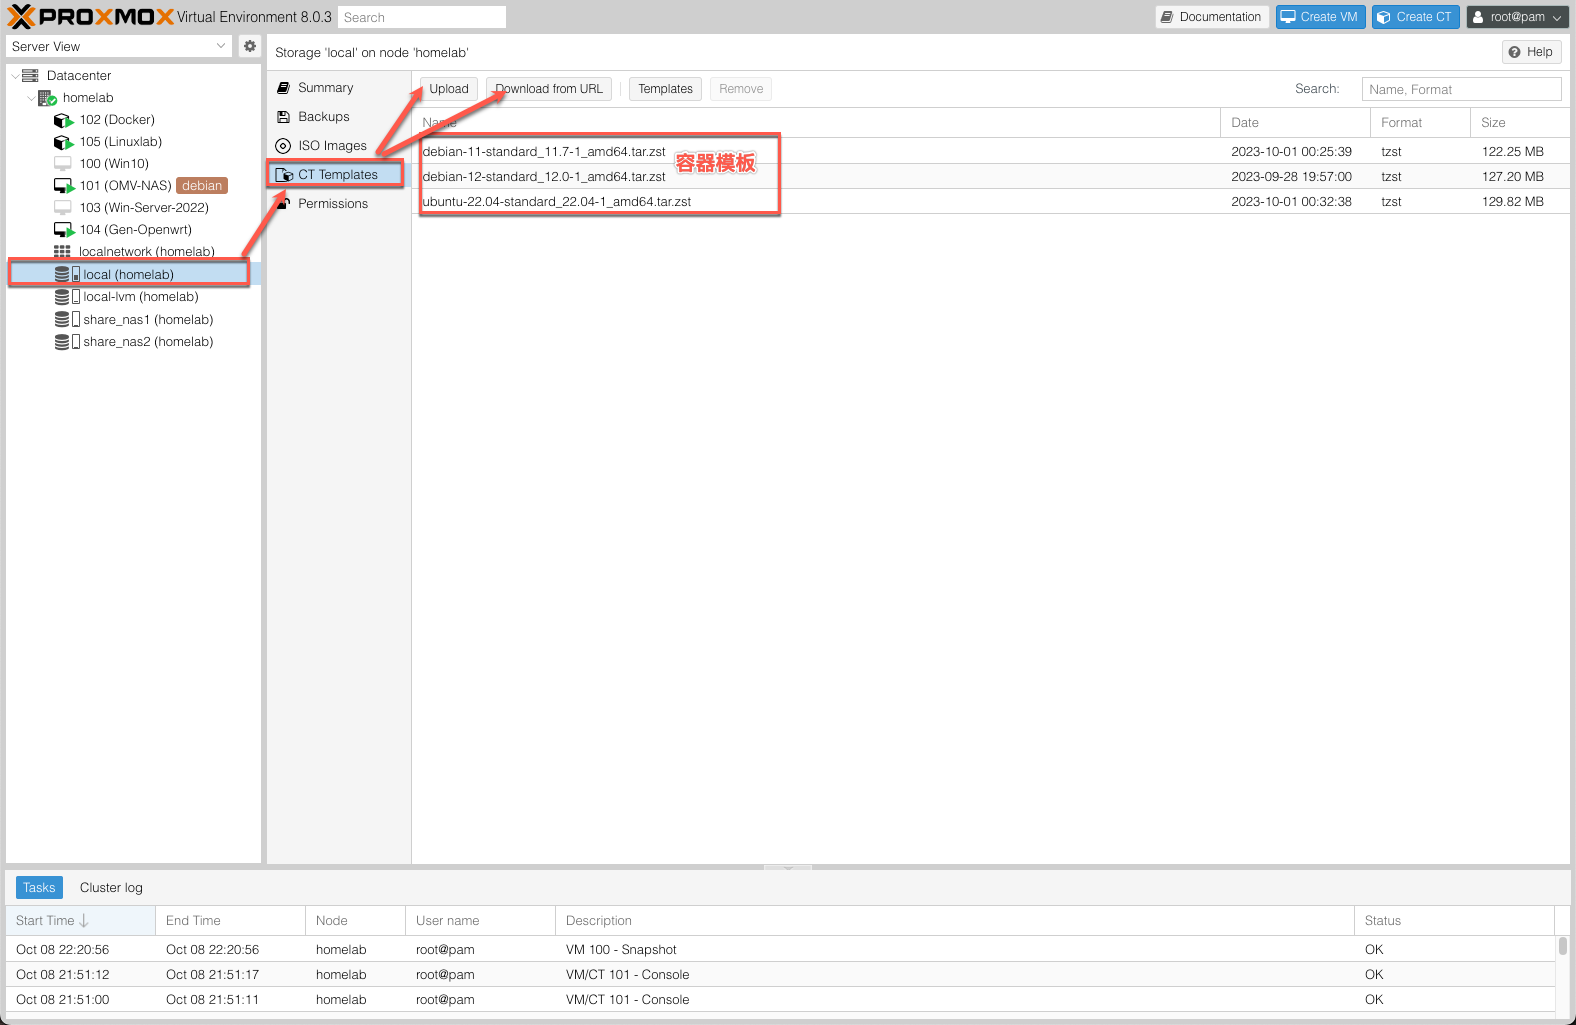 PROXMOX Virtual Environment 8.0.3 Search Documentation Create VM Create CT root@pam
Server View
Storage 'local' on node 'homelab' Help
Datacenter
homelab
102 (Docker)
105 (Linuxlab)
100 (Win10)
101 (OMV-NAS) debian
103 (Win-Server-2022)
104 (Gen-Openwrt)
localnetwork (homelab)
local (homelab)
local-lvm (homelab)
share_nas1 (homelab)
share_nas2 (homelab)
Summary
Backups
ISO Images
CT Templates
Permissions
Upload Download from URL Templates Remove Search: Name, Format
Name Date Format Size
debian-11-standard_11.7-1_amd64.tar.zst 2023-10-01 00:25:39 tzst 122.25 MB
容器模板
debian-12-standard_12.0-1_amd64.tar.zst 2023-09-28 19:57:00 tzst 127.20 MB
ubuntu-22.04-standard_22.04-1_amd64.tar.zst 2023-10-01 00:32:38 tzst 129.82 MB
Tasks Cluster log
Start Time End Time Node User name Description Status
Oct 08 22:20:56 Oct 08 22:20:56 homelab root@pam VM 100 - Snapshot OK
Oct 08 21:51:12 Oct 08 21:51:17 homelab root@pam VM/CT 101 - Console OK
Oct 08 21:51:00 Oct 08 21:51:11 homelab root@pam VM/CT 101 - Console OK